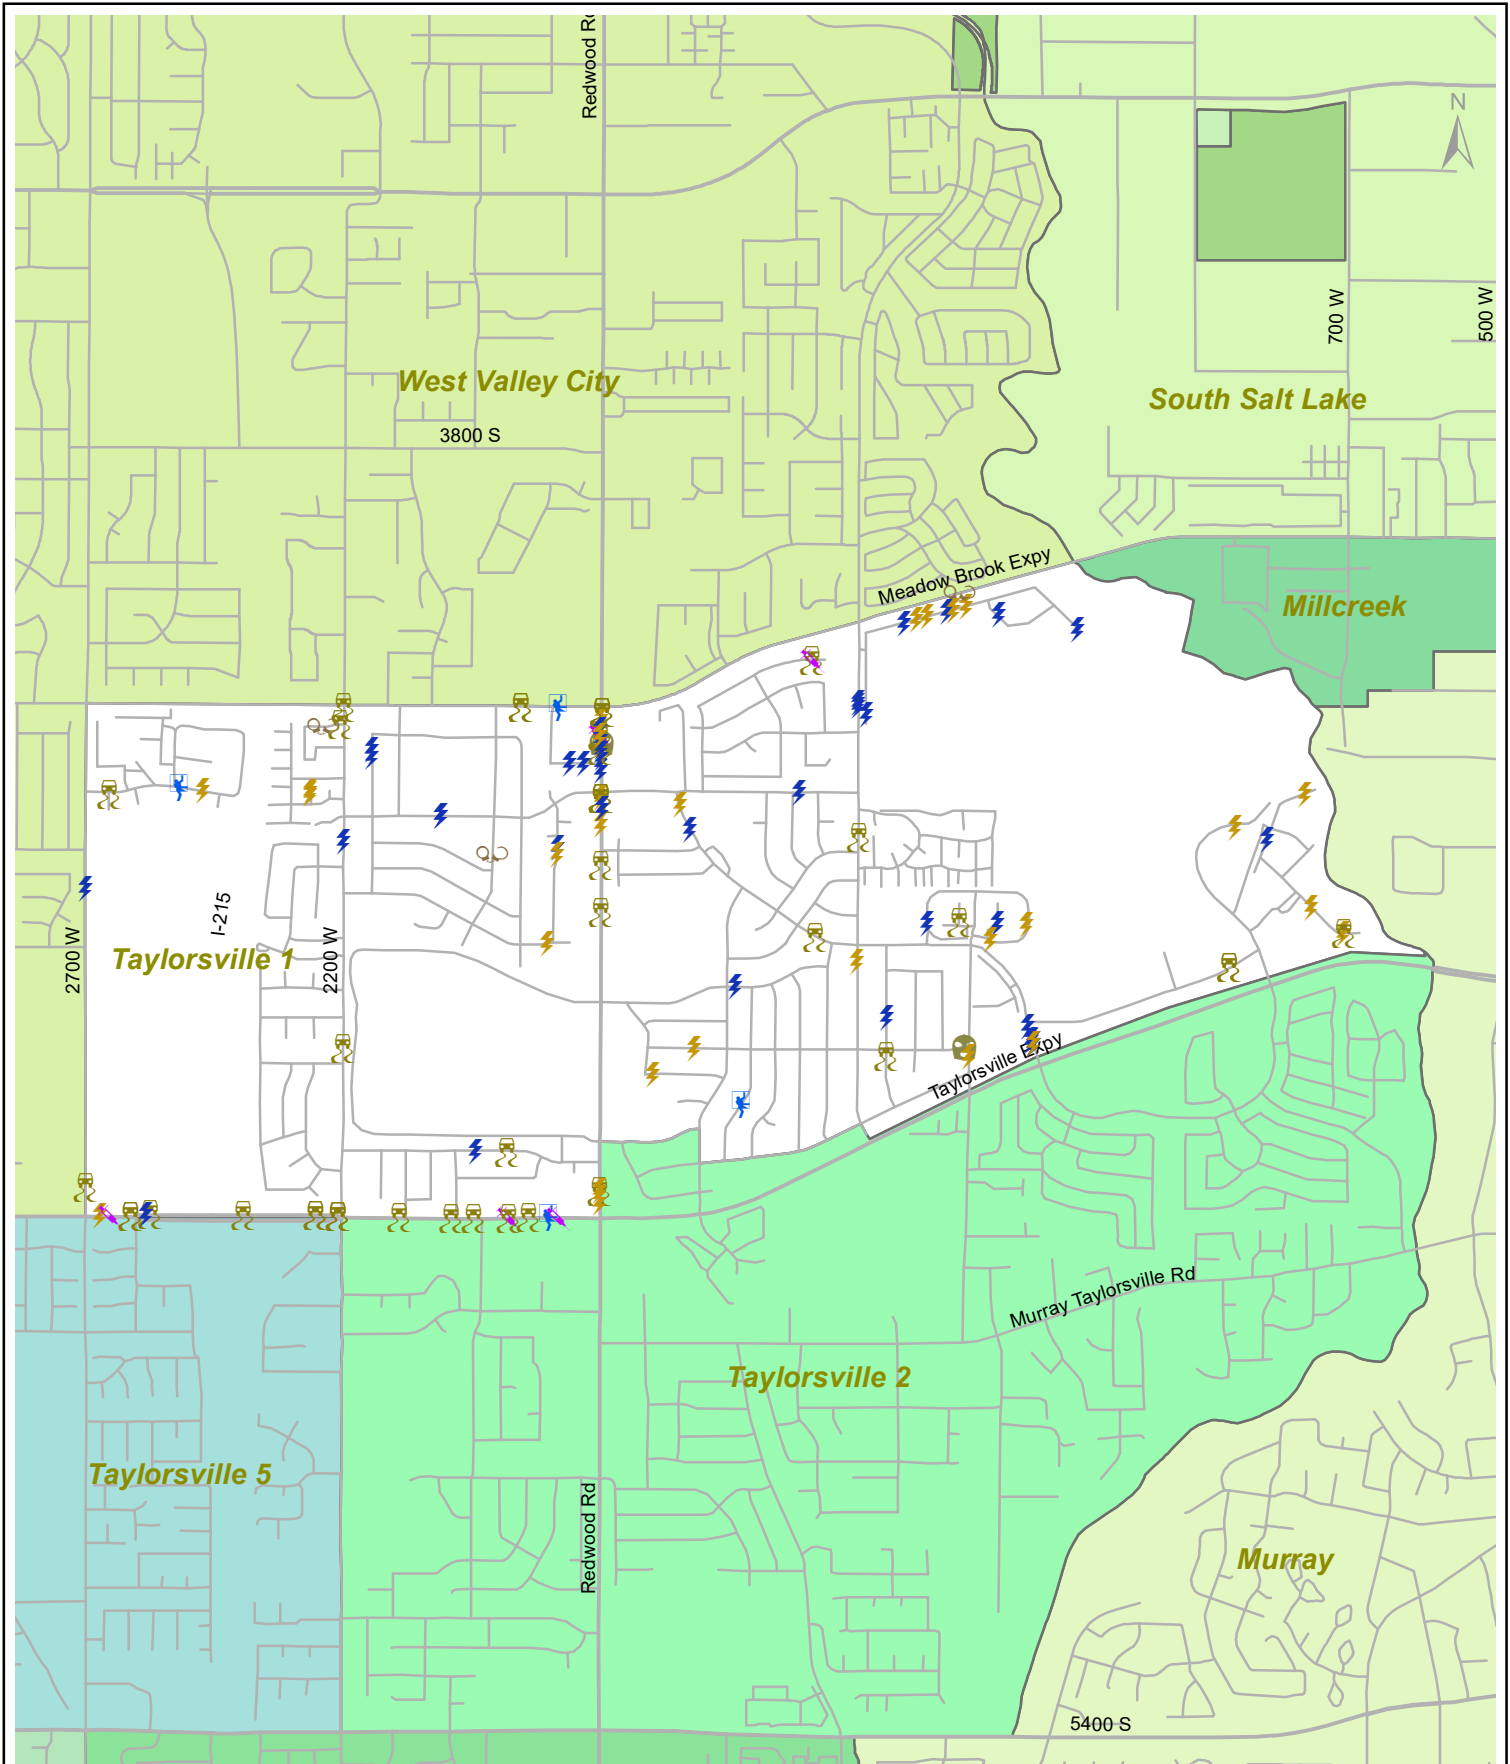 Redwood R
N
700 W
500 W
West Valley City
South Salt Lake
3800 S
Meadow Brook Expy
Millcreek
I-215
2700 W
Taylorsville 1
2200 W
Taylorsville Expy
Murray Taylorsville Rd
Taylorsville 2
Taylorsville 5
Redwood Rd
Murray
5400 S